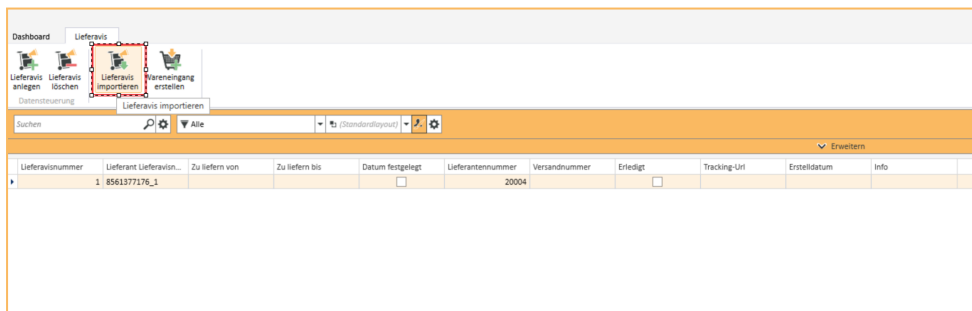 Dashboard Lieferavis
Lieferavis Lieferavis Lieferavis Wareneingang
anlegen löschen importieren erstellen
Datensteuerung
Lieferavis importieren
Suchen Alle (Standardlayout)
Erweitern
Lieferavisnummer Lieferant Lieferavisn... Zu liefern von Zu liefern bis Datum festgelegt Lieferantennummer Versandnummer Erledigt Tracking-Url Erstelldatum Info
1 8561377176_1 20004